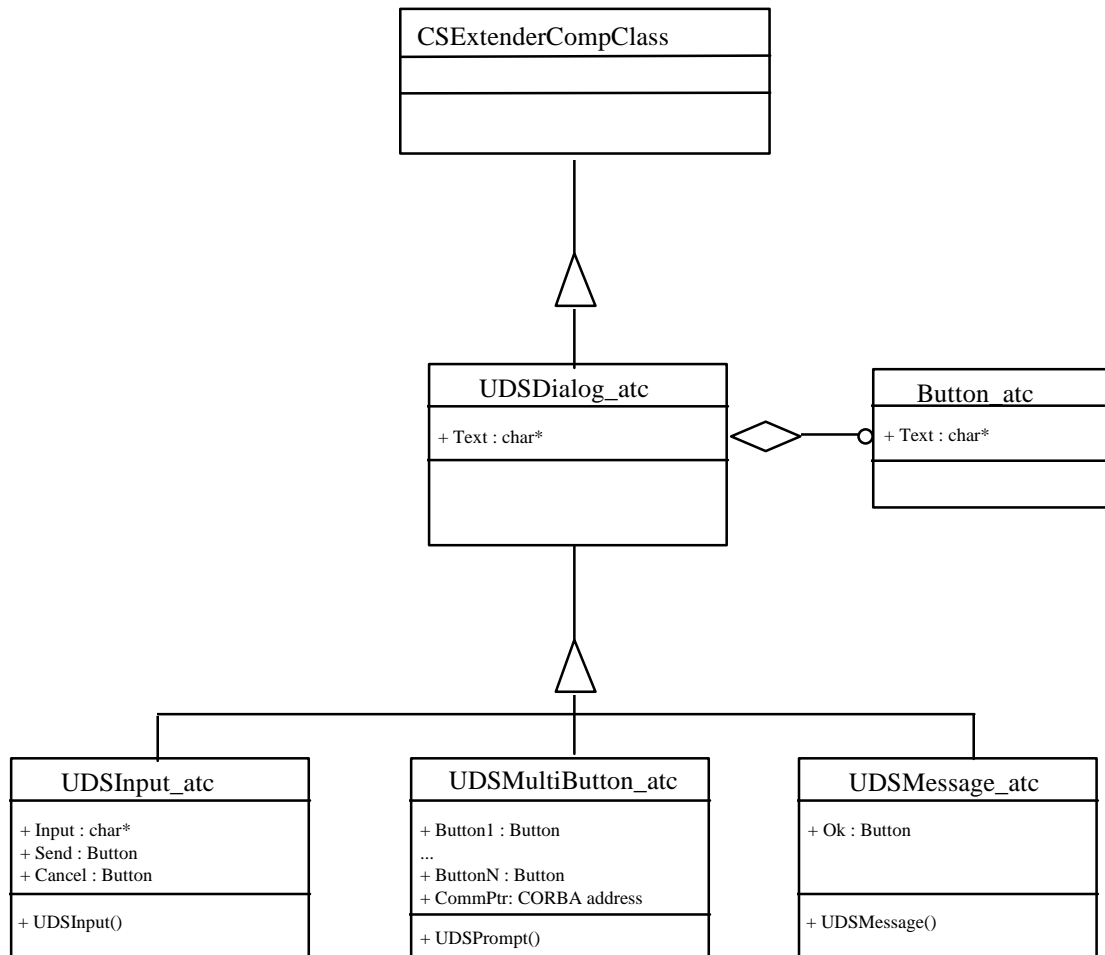 CSExtenderCompClass
UDSDialog_atc
+ Text : char*
Button_atc
+ Text : char*
UDSInput_atc
+ Input : char*
+ Send : Button
+ Cancel : Button
+ UDSInput()
UDSMultiButton_atc
+ Button1 : Button
...
+ ButtonN : Button
+ CommPtr: CORBA address
+ UDSPrompt()
UDSMessage_atc
+ Ok : Button
+ UDSMessage()